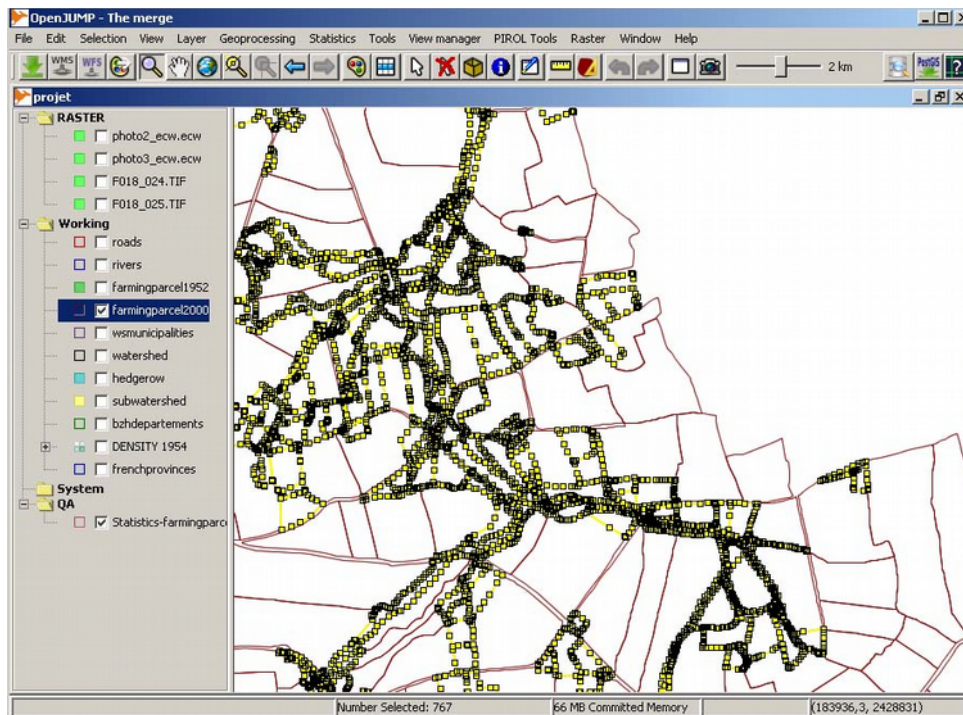 OpenJUMP - The merge
File Edit Selection View Layer Geoprocessing Statistics Tools View manager PIROL Tools Raster Window Help
WMS WFS 2 km PostGIS
projet
RASTER
photo2_ecw.ecw
photo3_ecw.ecw
F018_024.TIF
F018_025.TIF
Working
roads
rivers
farmingparcel1952
farmingparcel2000
wsmunicipalities
watershed
hedgerow
subwatershed
bzhdepartements
DENSITY 1954
frenchprovinces
System
QA
Statistics-farmingparc
Number Selected: 767 66 MB Committed Memory (183936,3, 2428831)